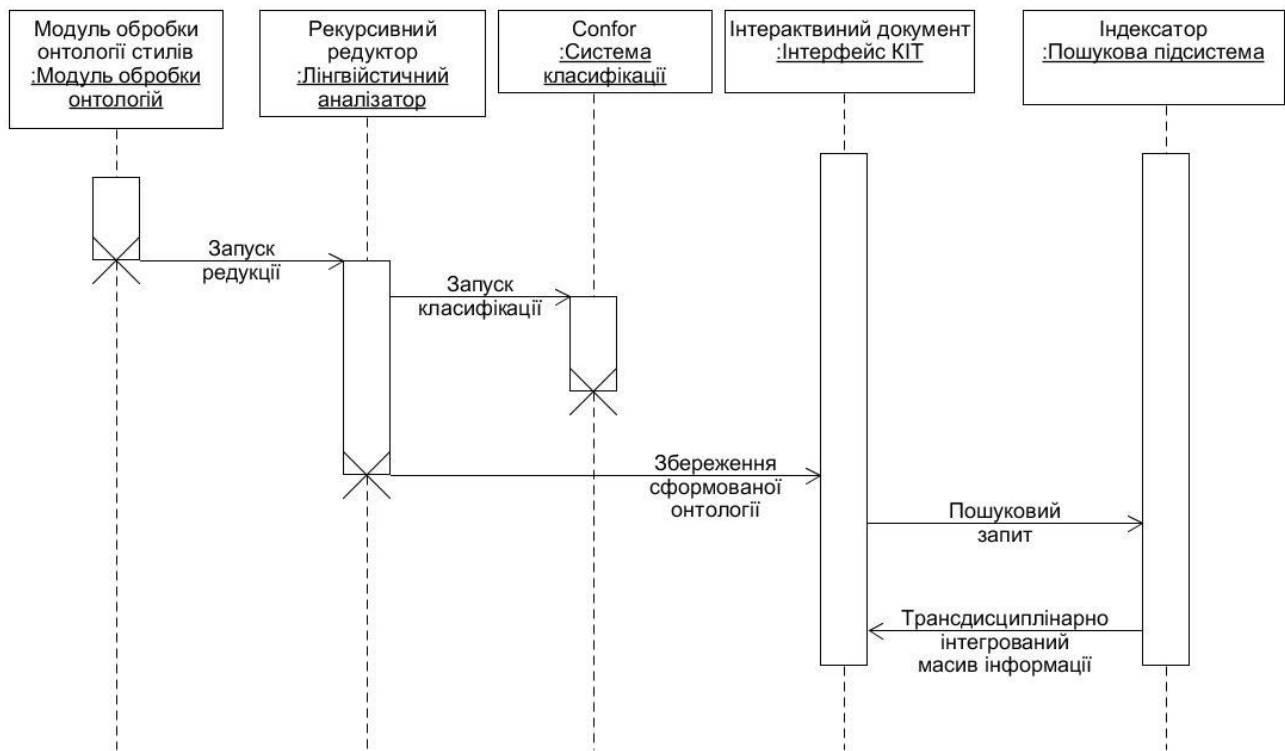 Модуль обробки
онтології стилів
:Модуль обробки
онтологій
Рекурсивний
редуктор
:Лінгвійстичний
аналізатор
Confor
:Система
класифікації
Інтерактвиний документ
:Інтерфейс КІТ
Індексатор
:Пошукова підсистема
Запуск
редукції
Запуск
класифікації
Збереження
сформованої
онтології
Пошуковий
запит
Трансдисциплінарно
інтегрований
масив інформації